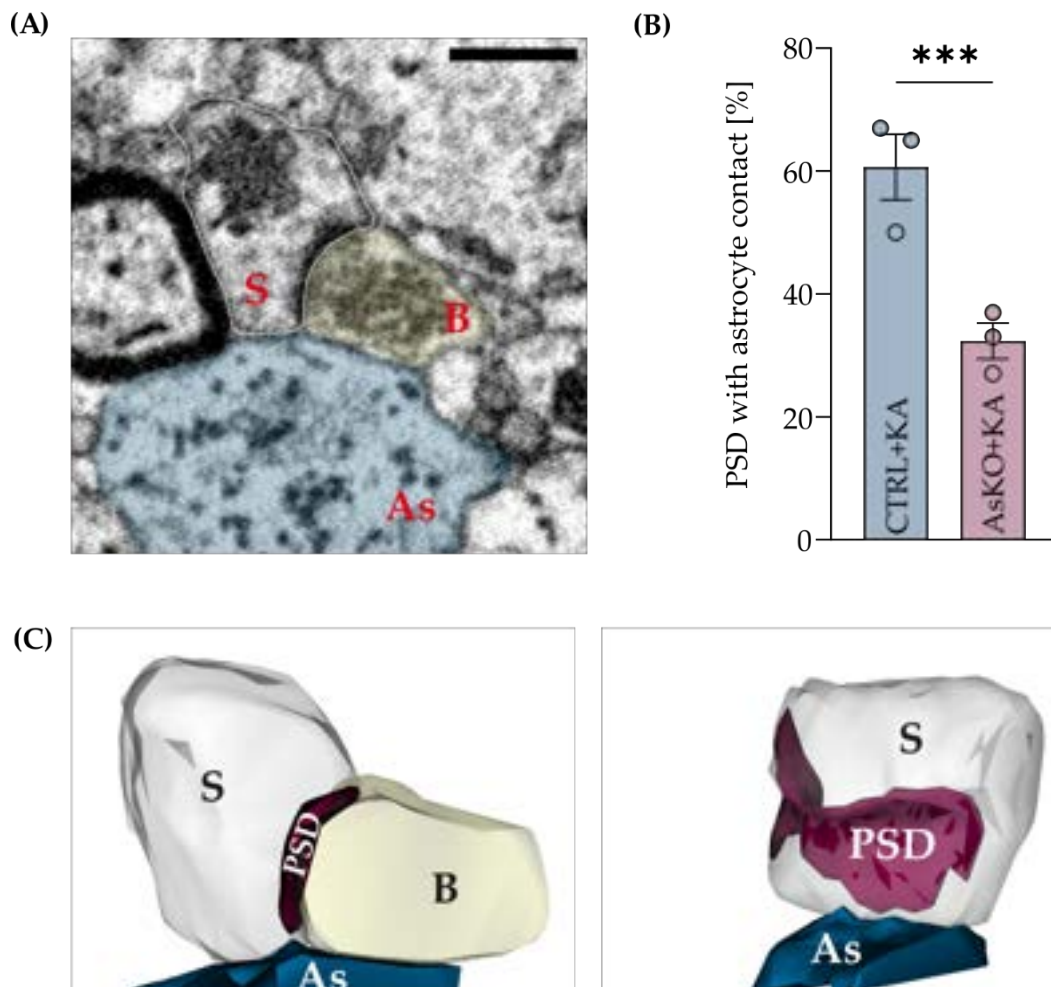 (A)
S
B
As
(B)
PSD with astrocyte contact [%]
80
60
40
20
0
***
CTRL+KA
AsKO+KA
(C)
S
PSD
B
As
S
PSD
As